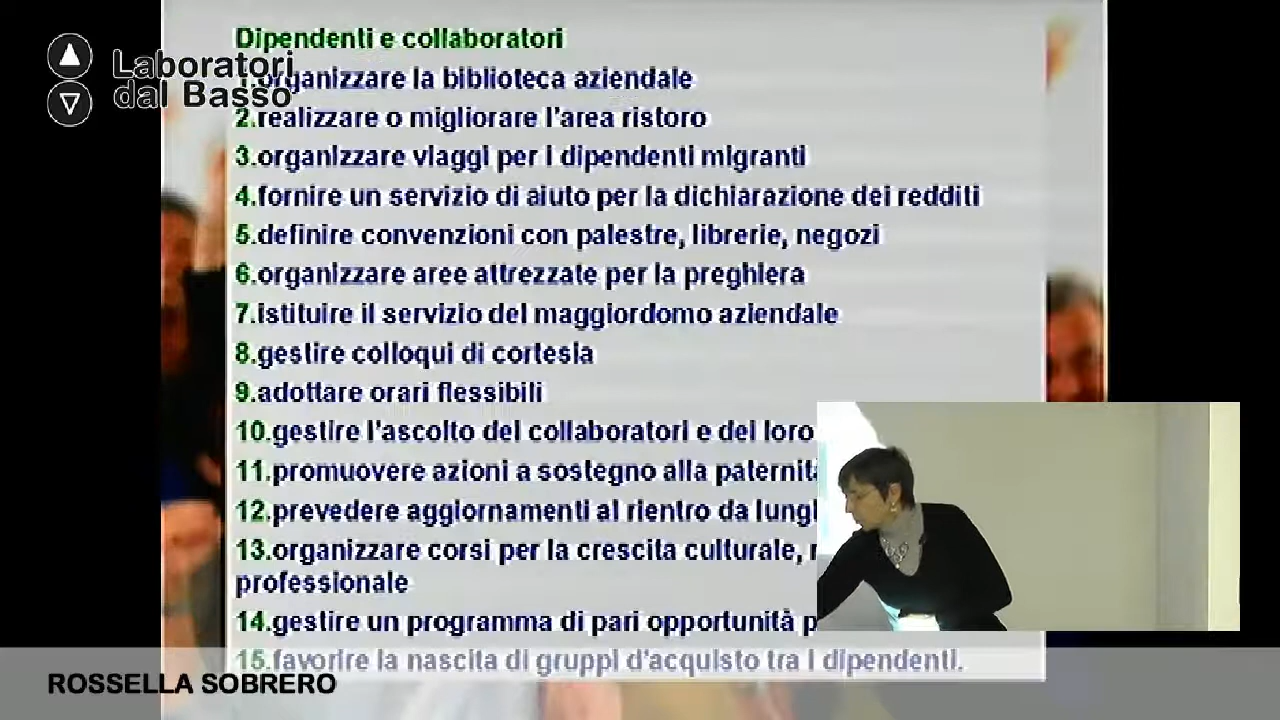 Laboratori
dal Basso
Dipendenti e collaboratori
1.organizzare la biblioteca aziendale
2.realizzare o migliorare l'area ristoro
3.organizzare viaggi per i dipendenti migranti
4.fornire un servizio di aiuto per la dichiarazione dei redditi
5.definire convenzioni con palestre, librerie, negozi
6.organizzare aree attrezzate per la preghiera
7.istituire il servizio del maggiordomo aziendale
8.gestire colloqui di cortesia
9.adottare orari flessibili
10.gestire l'ascolto dei collaboratori e dei loro
11.promuovere azioni a sostegno alla paternità
12.prevedere aggiornamenti al rientro da
13.organizzare corsi per la crescita culturale,
professionale
14.gestire un programma di pari opportunità
15.favorire la nascita di gruppi d'acquisto tra i dipendenti.
ROSSELLA SOBRERO